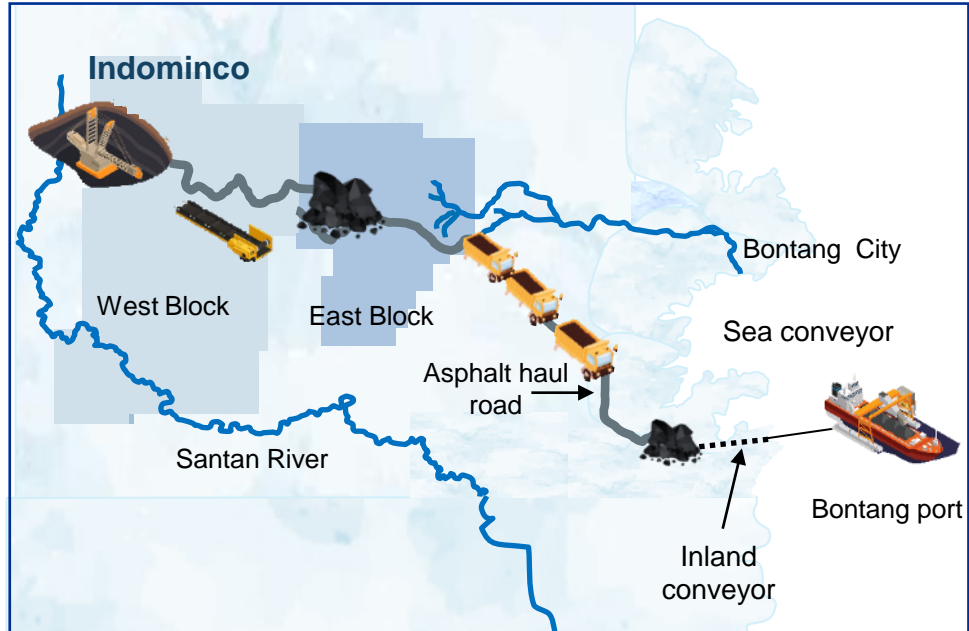 Indominco
Bontang City
West Block
East Block
Sea conveyor
Asphalt haul
road
Santan River
Bontang port
Inland
conveyor